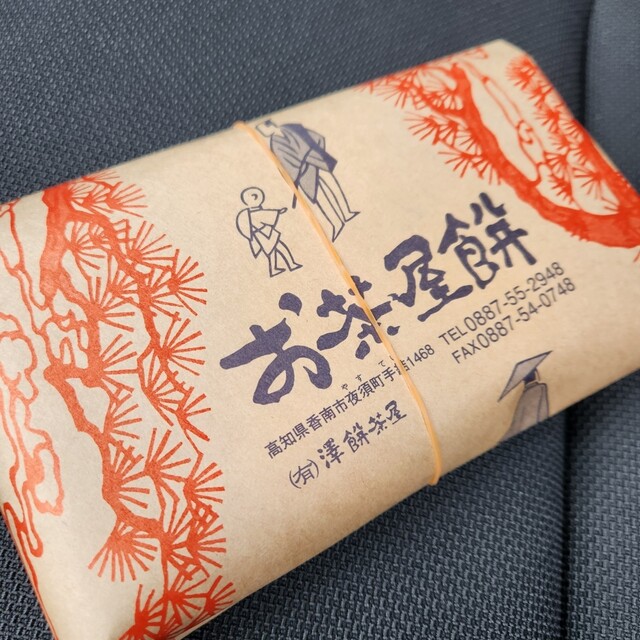 お茶屋餅
TEL0887-55-2948
FAX0887-54-0748
やす
高知県香南市夜須町手結1468
(有)澤餅茶屋